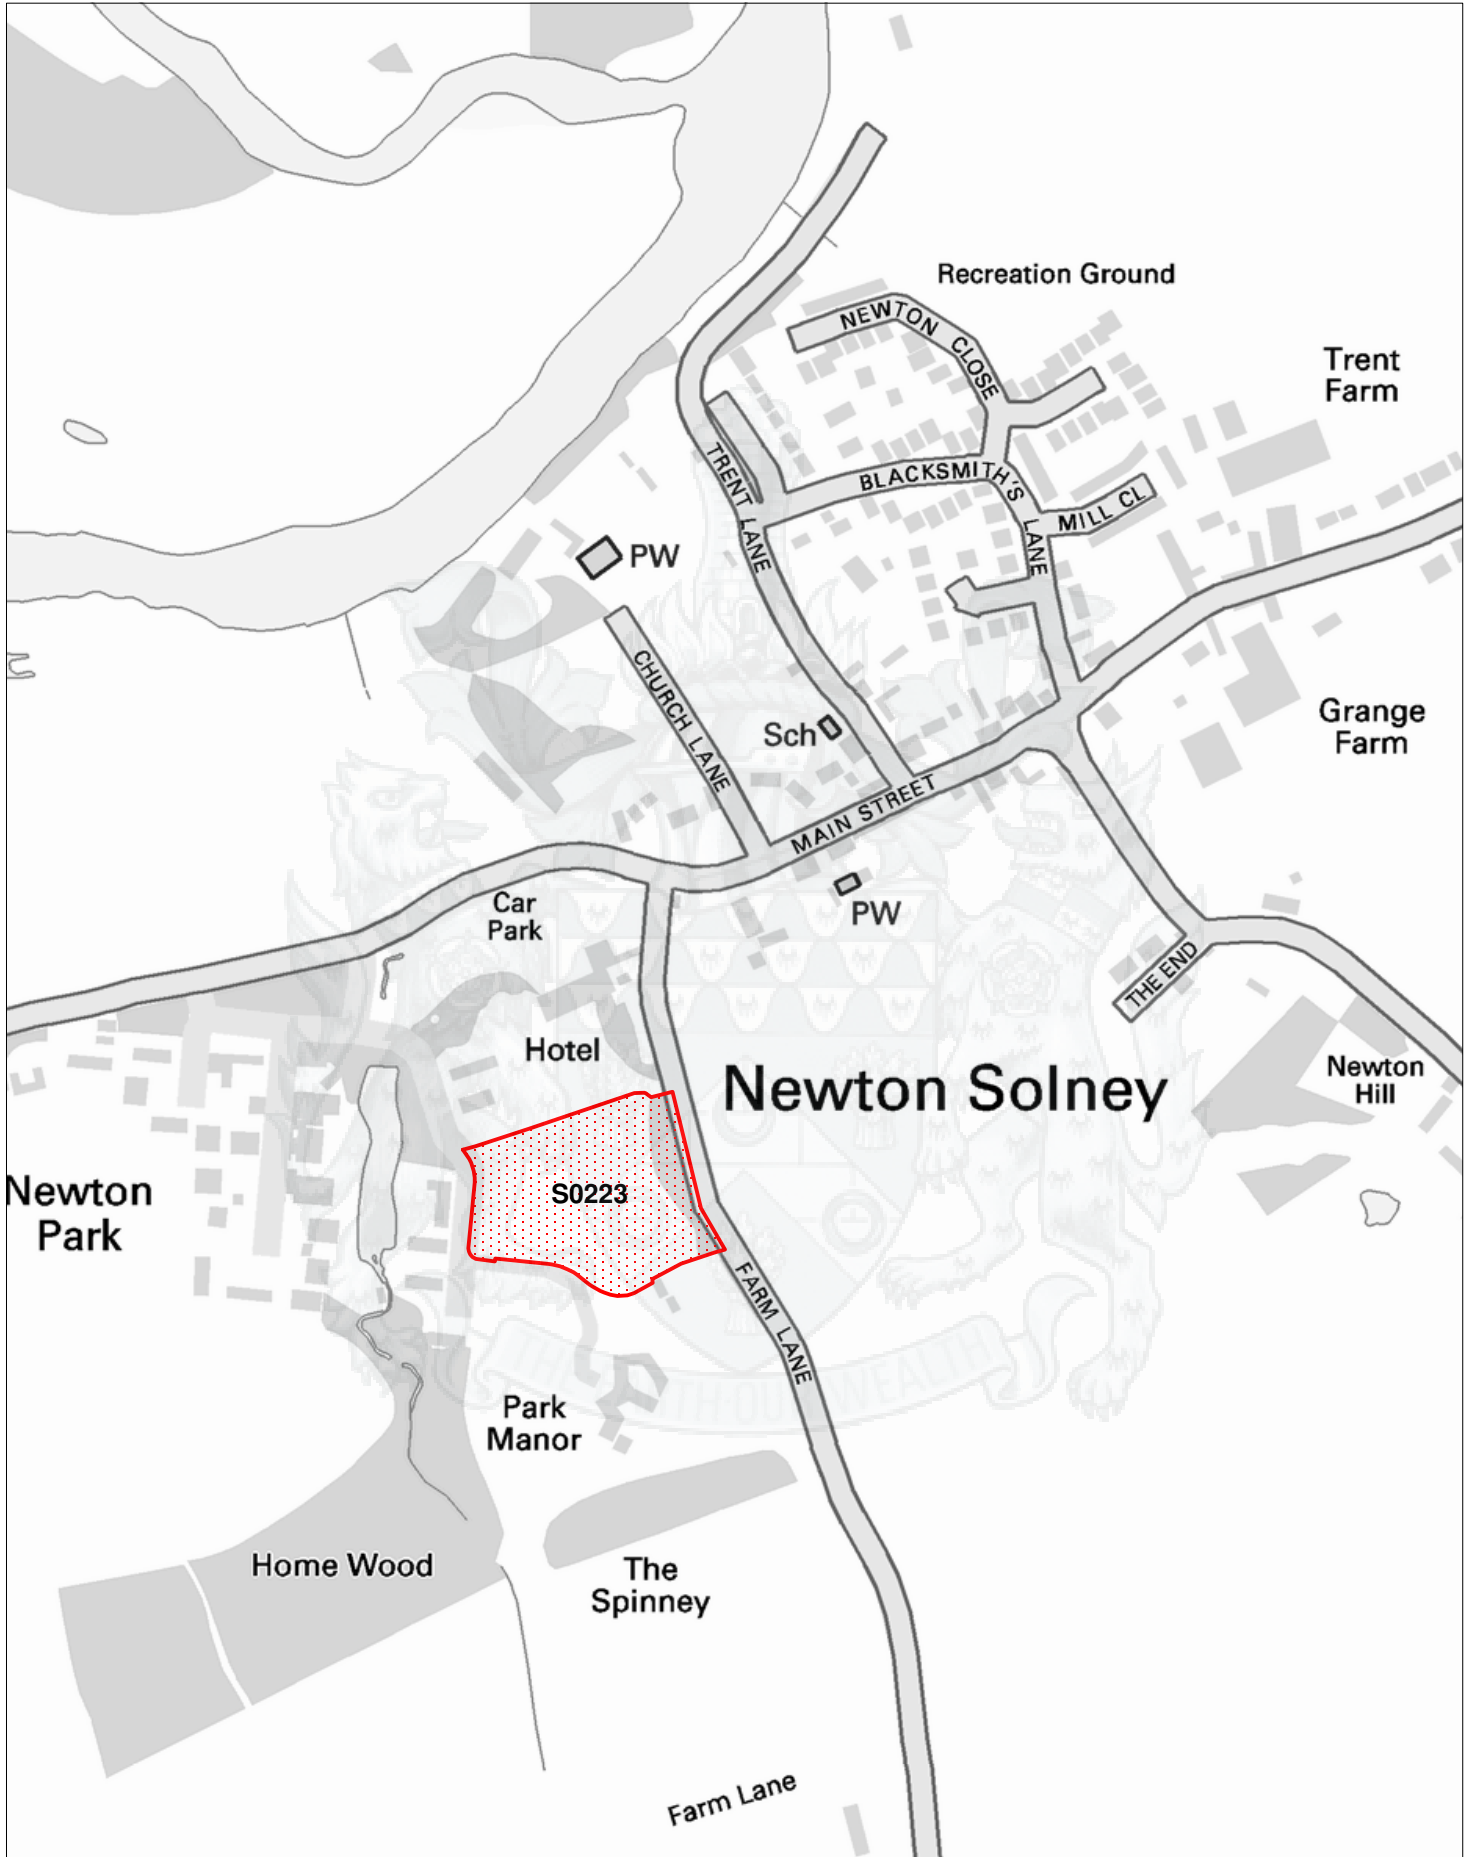 Recreation Ground
NEWTON CLOSE
Trent
Farm
TRENT LANE
BLACKSMITH'S LANE
MILL CL
PW
CHURCH LANE
Sch
Grange
Farm
MAIN STREET
Car
Park
PW
THE END
Hotel
Newton Solney
Newton
Hill
Newton
Park
S0223
FARM LANE
Park
Manor
Home Wood
The
Spinney
Farm Lane